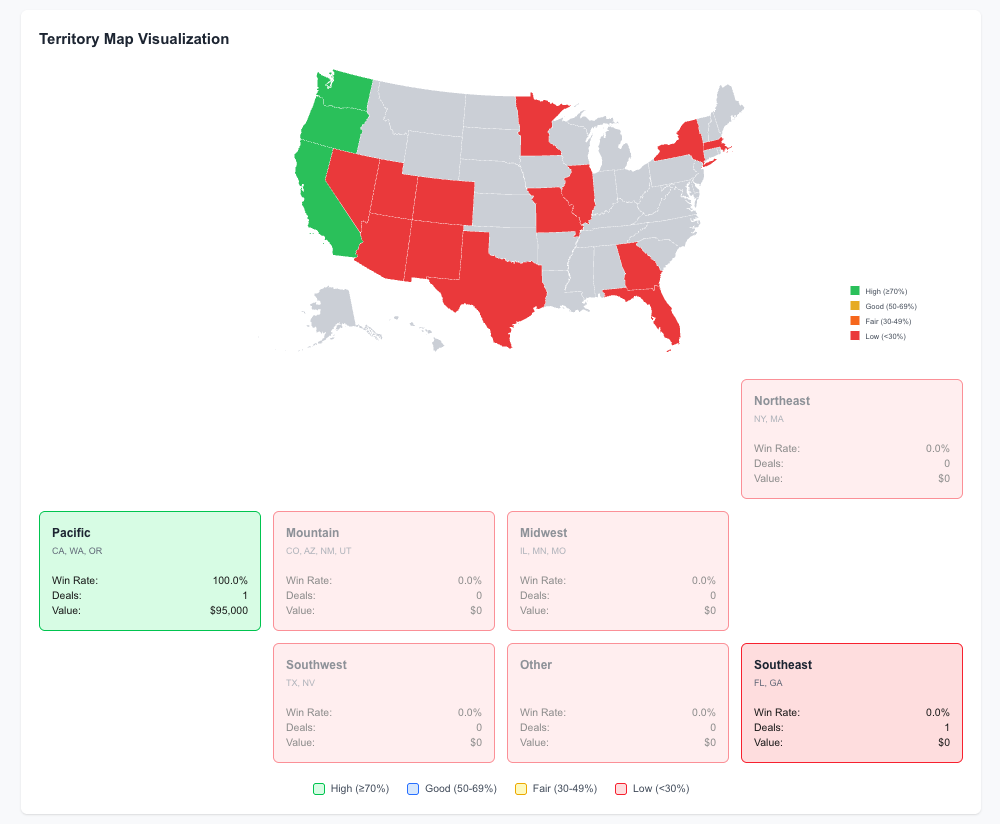 Territory Map Visualization
High (≥70%)
Good (50-69%)
Fair (30-49%)
Low (<30%)
Northeast
NY, MA
Win Rate: 0.0%
Deals: 0
Value: $0
Pacific
CA, WA, OR
Win Rate: 100.0%
Deals: 1
Value: $95,000
Mountain
CO, AZ, NM, UT
Win Rate: 0.0%
Deals: 0
Value: $0
Midwest
IL, MN, MO
Win Rate: 0.0%
Deals: 0
Value: $0
Southwest
TX, NV
Win Rate: 0.0%
Deals: 0
Value: $0
Other
Win Rate: 0.0%
Deals: 0
Value: $0
Southeast
FL, GA
Win Rate: 0.0%
Deals: 1
Value: $0
High (≥70%) Good (50-69%) Fair (30-49%) Low (<30%)